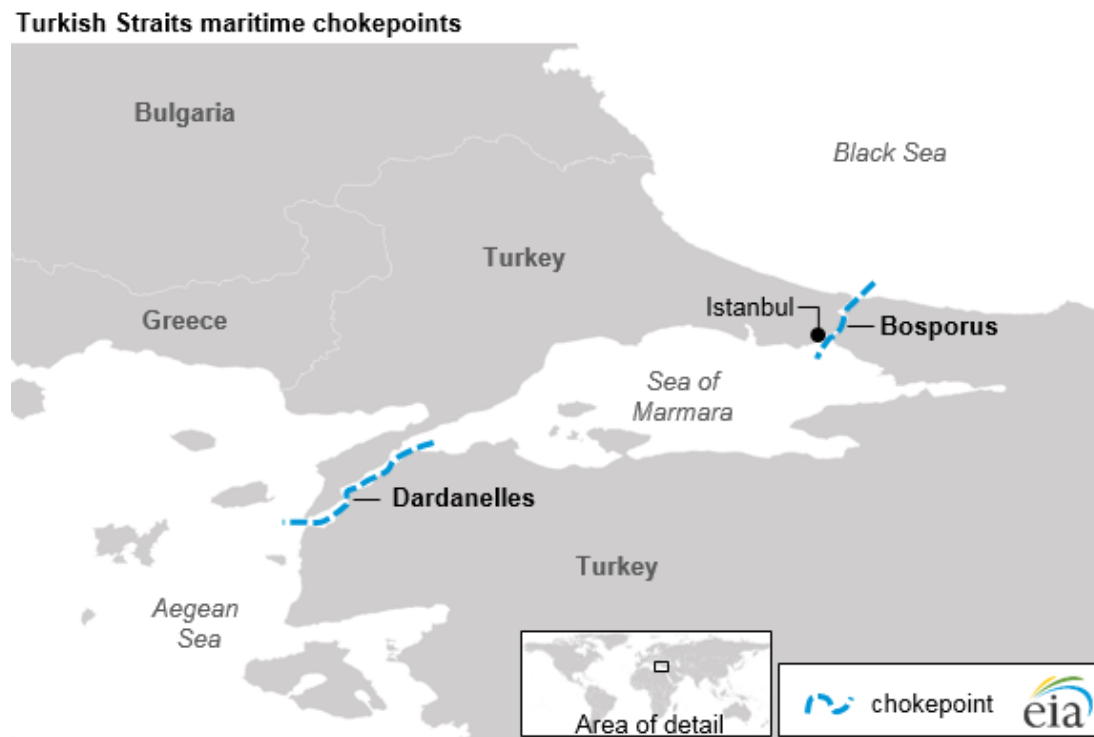 Turkish Straits maritime chokepoints
Bulgaria
Black Sea
Turkey
Istanbul
Greece
Bosporus
Sea of
Marmara
Dardanelles
Turkey
Aegean
Sea
Area of detail
chokepoint
eia